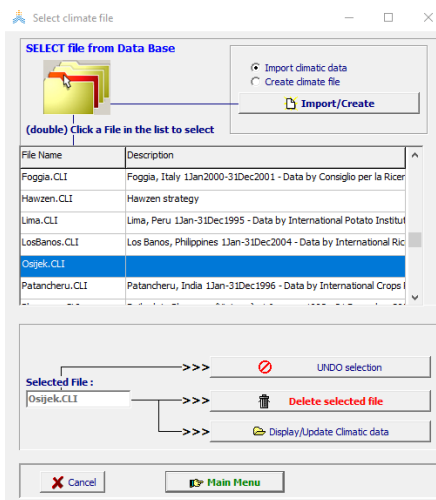 Select climate file
SELECT file from Data Base
Import climatic data
Create climate file
Import/Create
(double) Click a File in the list to select
File Name Description
Foggia.CLI Foggia, Italy 1Jan2000-31Dec2001 - Data by Consiglio per la Ricer
Hawzen.CLI Hawzen strategy
Lima.CLI Lima, Peru 1Jan-31Dec1995 - Data by International Potato Institut
LosBanos.CLI Los Banos, Philippines 1Jan-31Dec2004 - Data by International Ric
Osijek.CLI
Patancheru.CLI Patancheru, India 1Jan-31Dec1996 - Data by International Crops
>>> UNDO selection
Selected File :
Osijek.CLI >>> Delete selected file
>>> Display/Update Climatic data
Cancel Main Menu